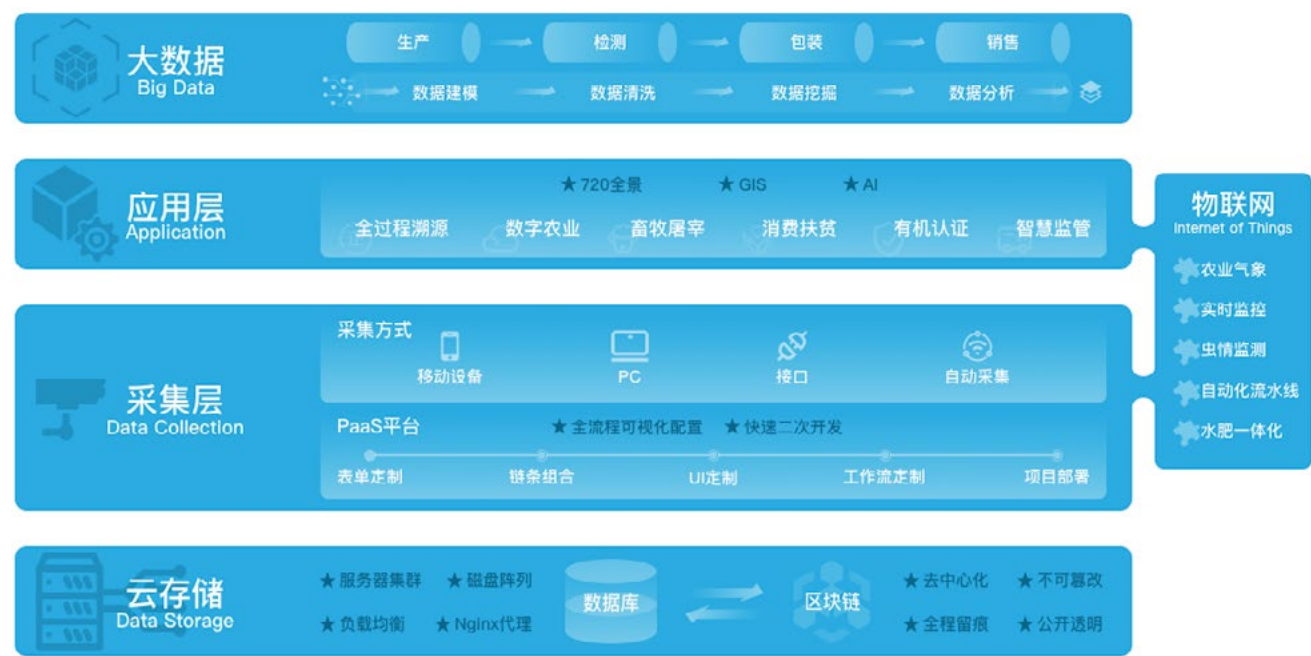 大数据
Big Data
生产 检测 包装 销售
数据建模 数据清洗 数据挖掘 数据分析
应用层
Application
★ 720全景 ★ GIS ★ AI
全过程溯源 数字农业 畜牧屠宰 消费扶贫 有机认证 智慧监管
采集层
Data Collection
采集方式
移动设备 PC 接口 自动采集
PaaS平台 ★ 全流程可视化配置 ★ 快速二次开发
表单定制 链条组合 UI定制 工作流定制 项目部署
物联网
Internet of Things
农业气象
实时监控
虫情监测
自动化流水线
水肥一体化
云存储
Data Storage
★ 服务器集群 ★ 磁盘阵列
★ 负载均衡 ★ Nginx代理
数据库
区块链
★ 去中心化 ★ 不可篡改
★ 全程留痕 ★ 公开透明